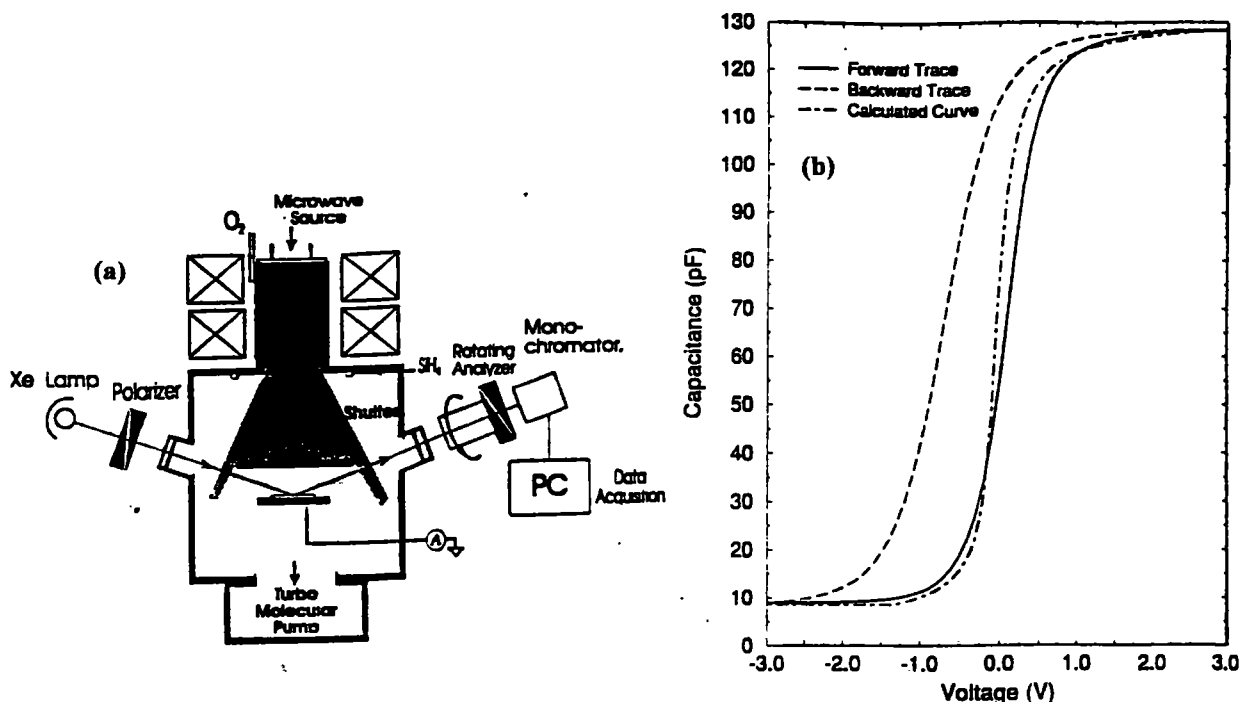 (a)
O₂
Microwave
Source
Xe Lamp
Polarizer
SiH₄
Shutter
Rotating
Analyzer
Mono-
chromator.
PC
Data
Acquisition
A
Turbo
Molecular
Pump
(b)
Forward Trace
Backward Trace
Calculated Curve
Capacitance (pF)
130
120
110
100
90
80
70
60
50
40
30
20
10
0
-3.0 -2.0 -1.0 0.0 1.0 2.0 3.0
Voltage (V)